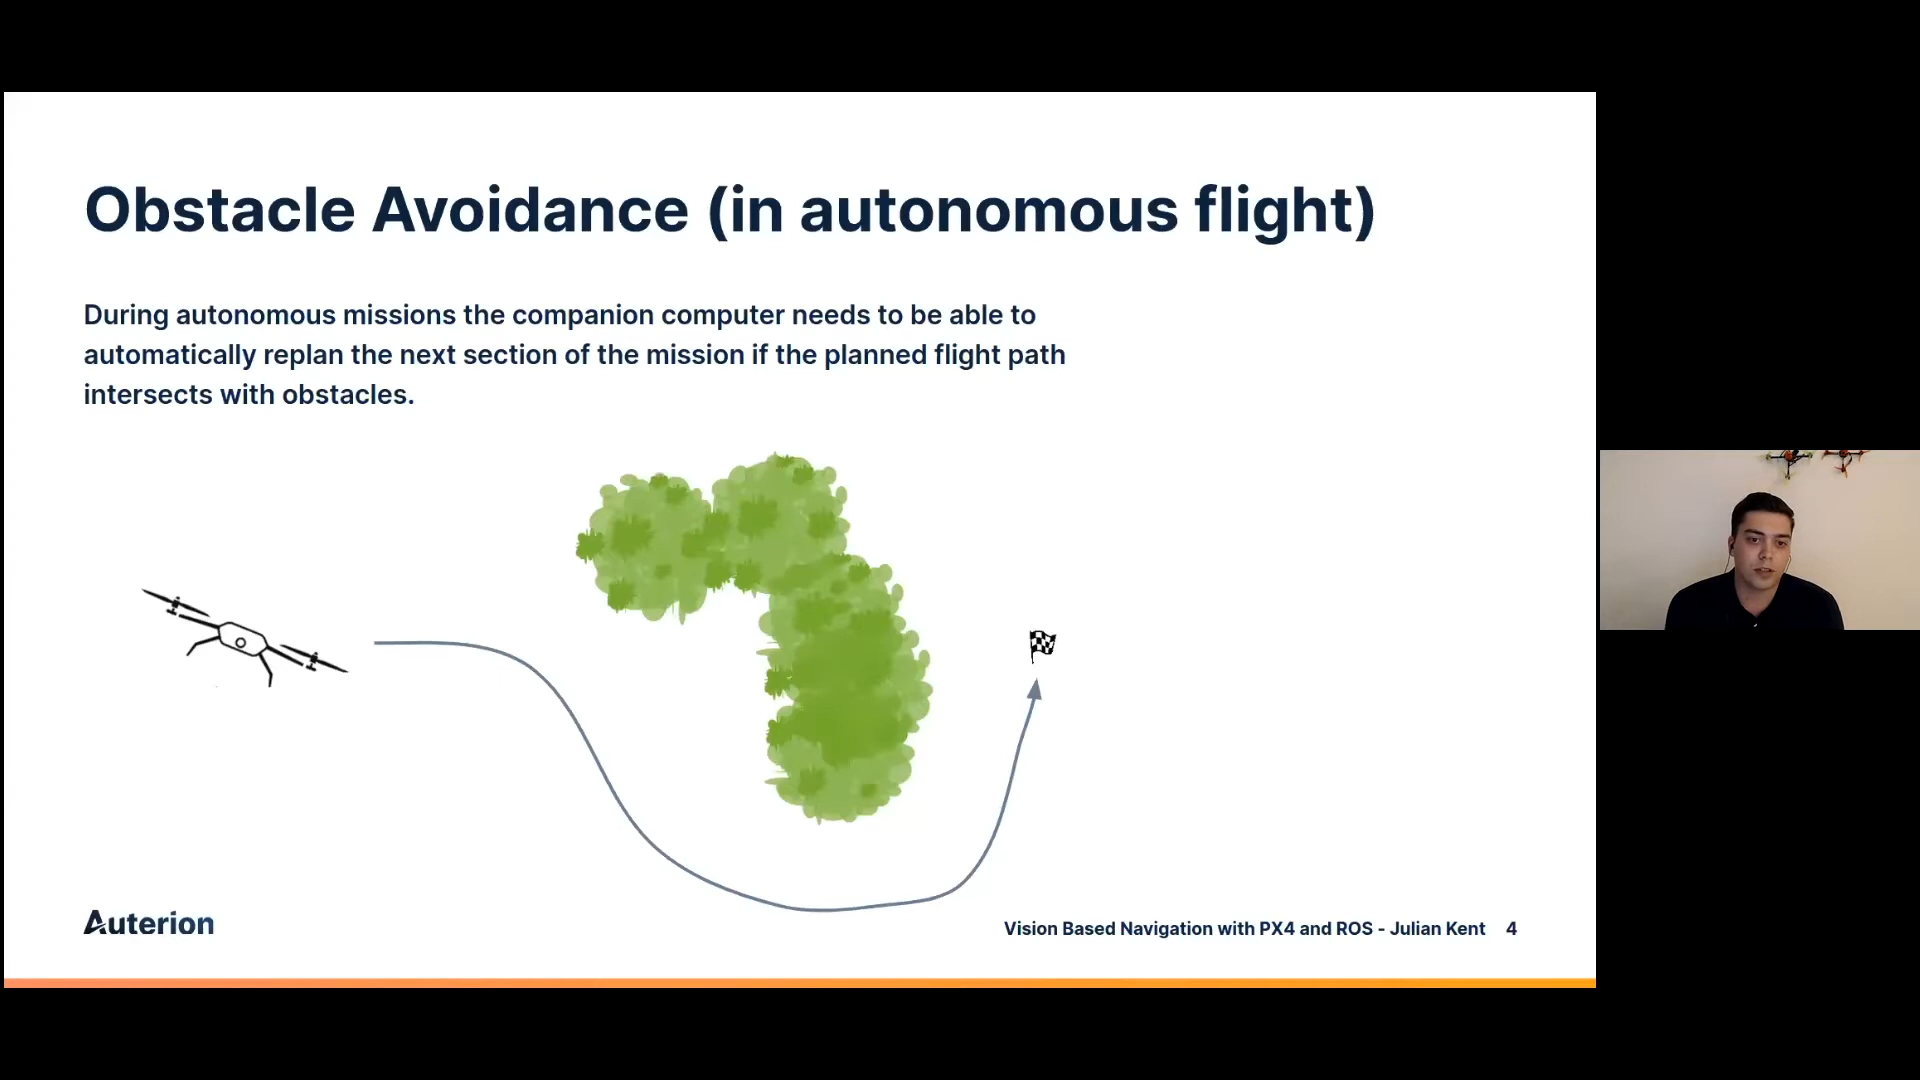 Obstacle Avoidance (in autonomous flight)
During autonomous missions the companion computer needs to be able to
automatically replan the next section of the mission if the planned flight path
intersects with obstacles.
Auterion
Vision Based Navigation with PX4 and ROS - Julian Kent 4